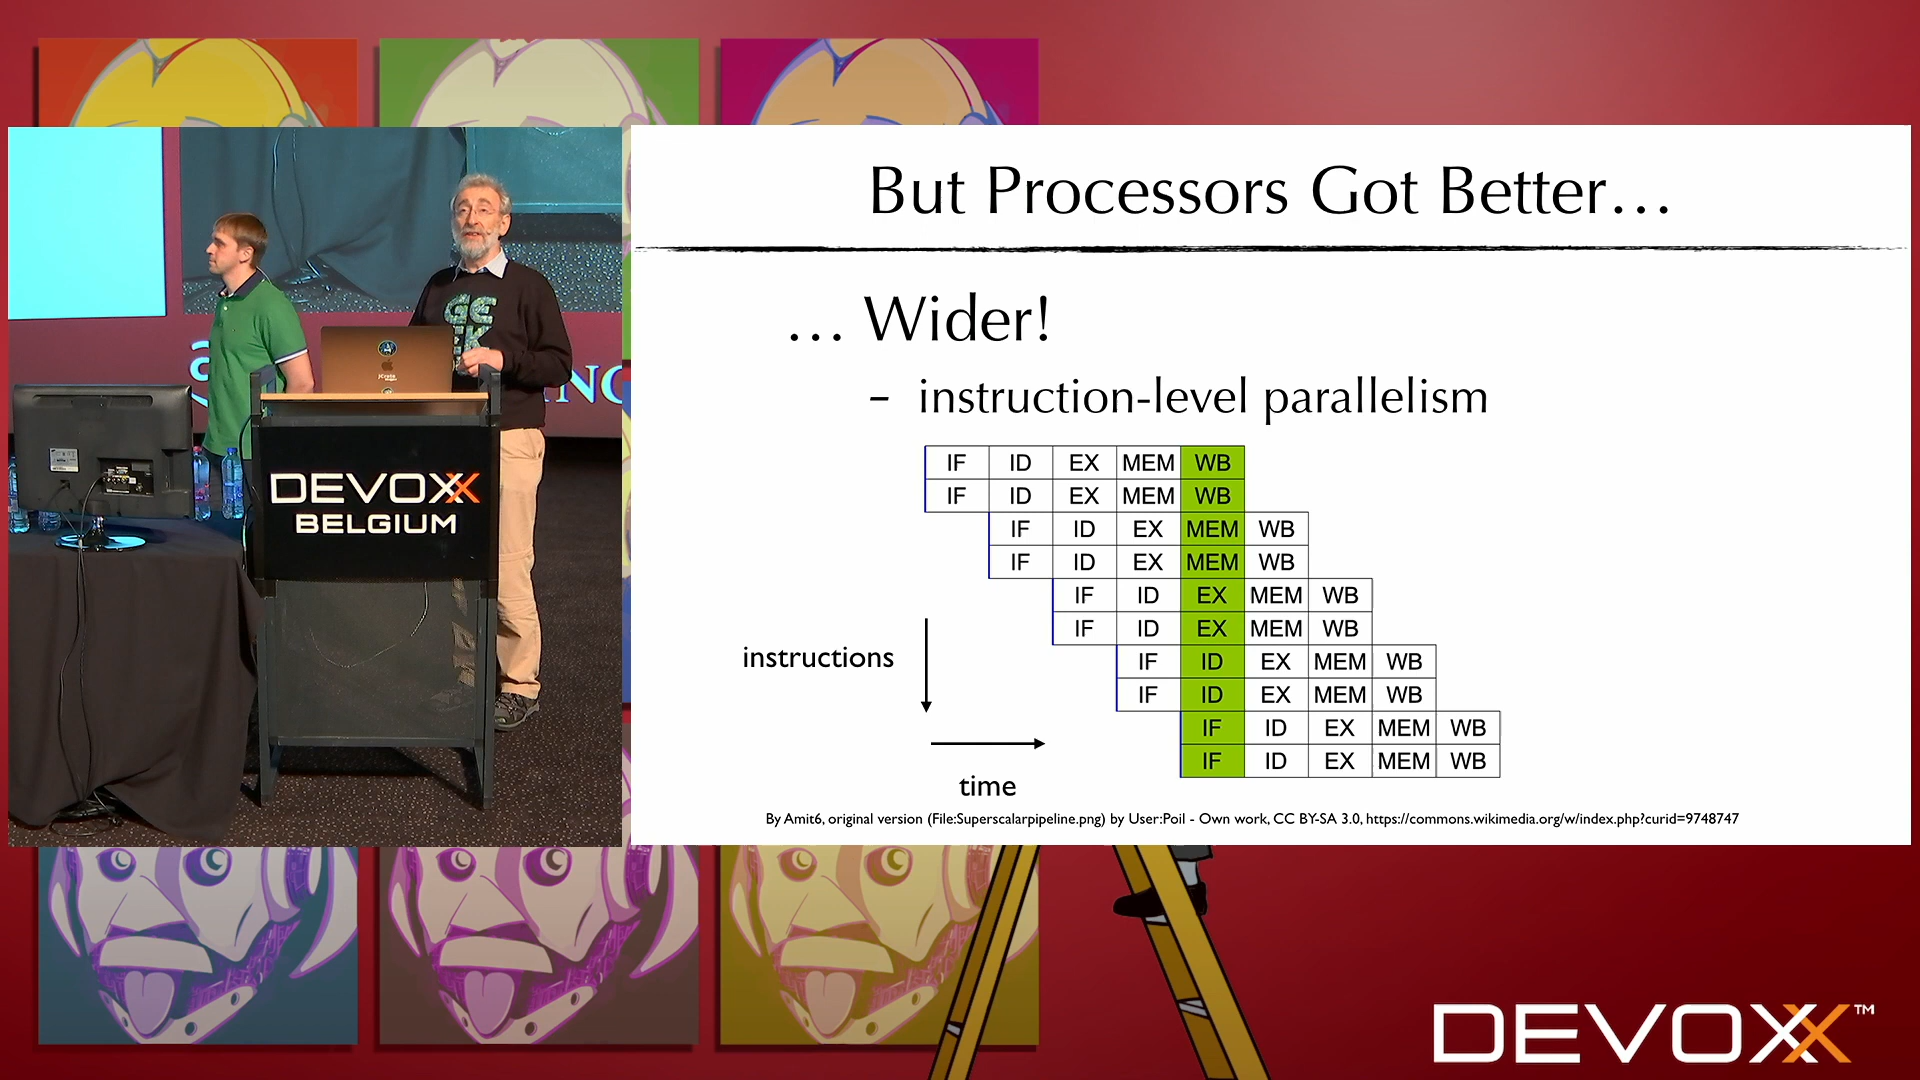 But Processors Got Better…
… Wider!
– instruction-level parallelism
IF ID EX MEM WB
IF ID EX MEM WB
IF ID EX MEM WB
IF ID EX MEM WB
IF ID EX MEM WB
IF ID EX MEM WB
IF ID EX MEM WB
IF ID EX MEM WB
IF ID EX MEM WB
IF ID EX MEM WB
instructions
time
By Amit6, original version (File:Superscalarpipeline.png) by User:Poil - Own work, CC BY-SA 3.0, https://commons.wikimedia.org/w/index.php?curid=9748747
DEVOXX
BELGIUM
DEVOXX™